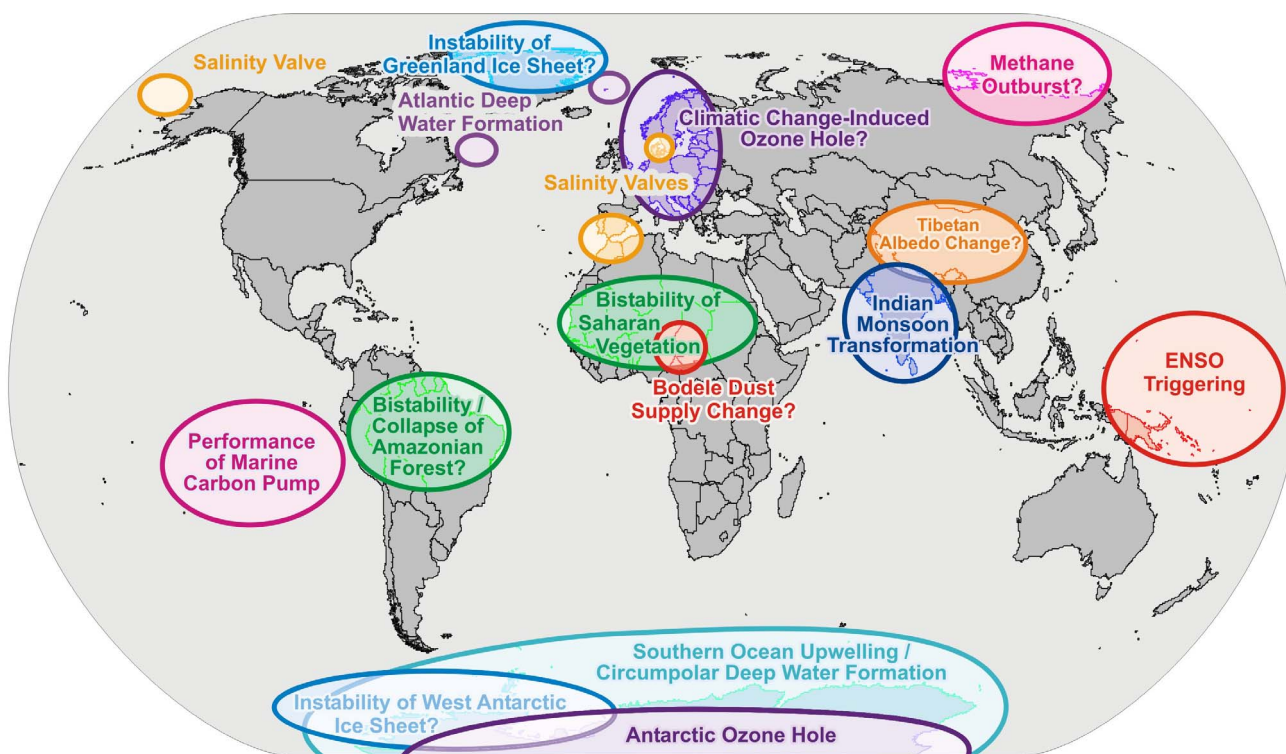 Instability of
Greenland Ice Sheet?
Salinity Valve
Methane
Outburst?
Atlantic Deep
Water Formation
Climatic Change-Induced
Ozone Hole?
Salinity Valves
Tibetan
Albedo Change?
Bistability of
Saharan
Vegetation
Indian
Monsoon
Transformation
ENSO
Triggering
Bodele Dust
Supply Change?
Bistability /
Collapse of
Amazonian
Forest?
Performance
of Marine
Carbon Pump
Southern Ocean Upwelling /
Circumpolar Deep Water Formation
Instability of West Antarctic
Ice Sheet?
Antarctic Ozone Hole